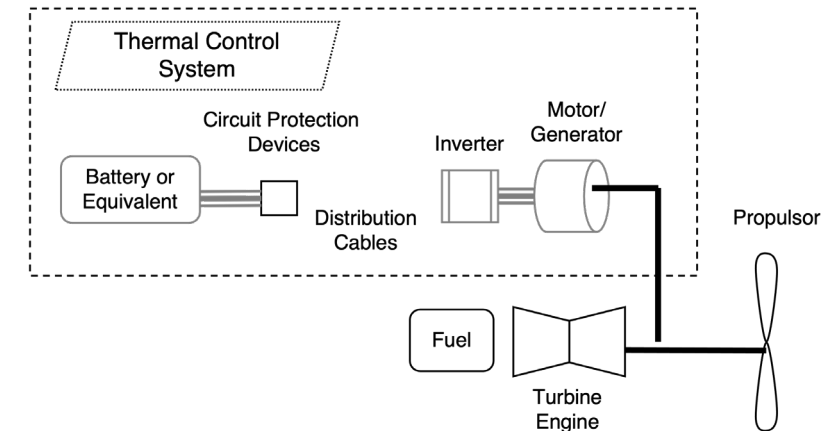 Thermal Control
System
Circuit Protection
Devices
Motor/
Generator
Inverter
Battery or
Equivalent
Distribution
Cables
Propulsor
Fuel
Turbine
Engine